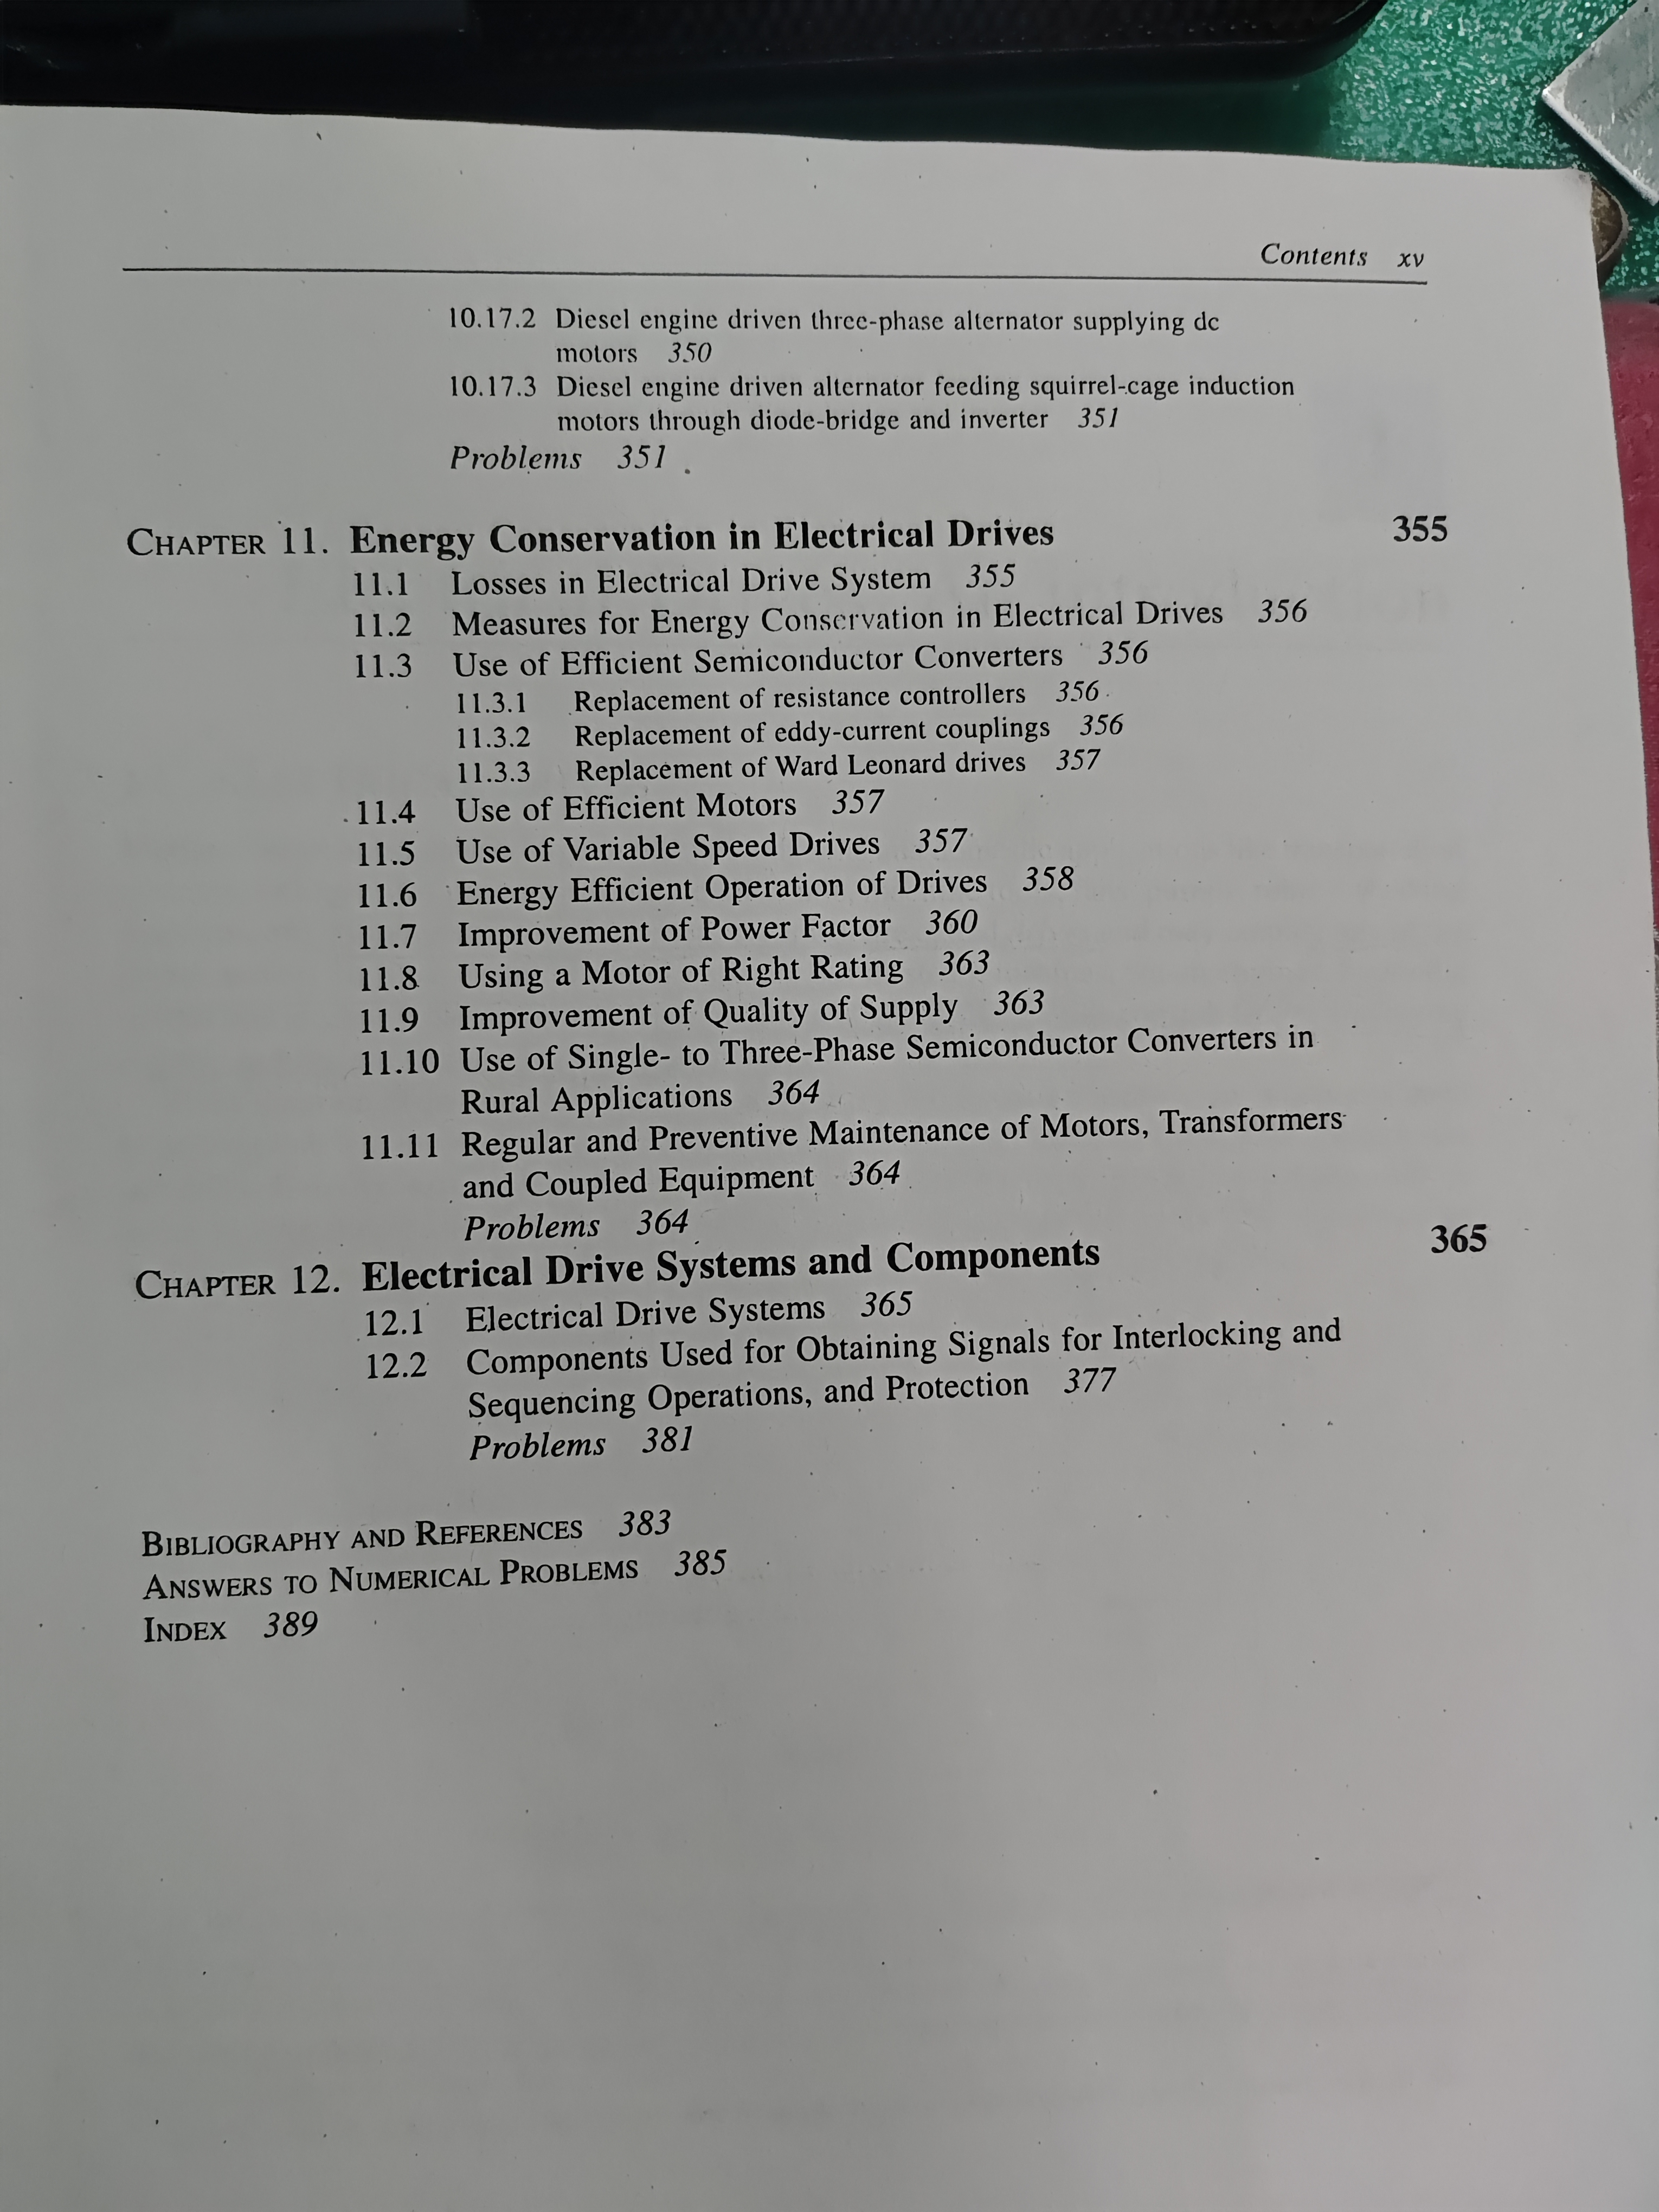 Contents xv
10.17.2 Diesel engine driven three-phase alternator supplying dc
motors 350
10.17.3 Diesel engine driven alternator feeding squirrel-cage induction
motors through diode-bridge and inverter 351
Problems 351
CHAPTER 11. Energy Conservation in Electrical Drives 355
11.1 Losses in Electrical Drive System 355
11.2 Measures for Energy Conservation in Electrical Drives 356
11.3 Use of Efficient Semiconductor Converters 356
11.3.1 Replacement of resistance controllers 356
11.3.2 Replacement of eddy-current couplings 356
11.3.3 Replacement of Ward Leonard drives 357
11.4 Use of Efficient Motors 357
11.5 Use of Variable Speed Drives 357
11.6 Energy Efficient Operation of Drives 358
11.7 Improvement of Power Factor 360
11.8 Using a Motor of Right Rating 363
11.9 Improvement of Quality of Supply 363
11.10 Use of Single- to Three-Phase Semiconductor Converters in
Rural Applications 364
11.11 Regular and Preventive Maintenance of Motors, Transformers
and Coupled Equipment 364
Problems 364
CHAPTER 12. Electrical Drive Systems and Components 365
12.1 Electrical Drive Systems 365
12.2 Components Used for Obtaining Signals for Interlocking and
Sequencing Operations, and Protection 377
Problems 381
BIBLIOGRAPHY AND REFERENCES 383
ANSWERS TO NUMERICAL PROBLEMS 385
INDEX 389